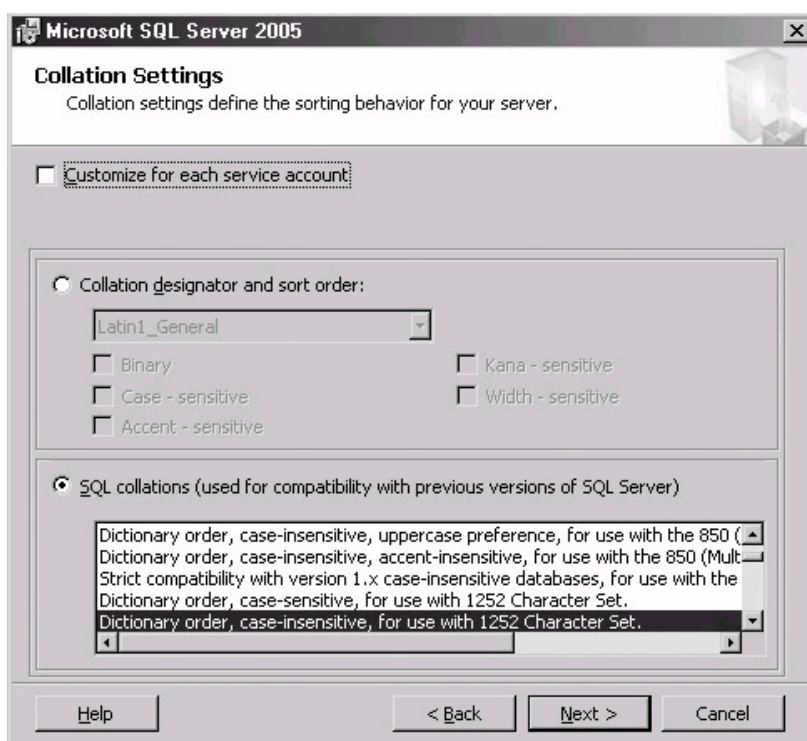 Microsoft SQL Server 2005
Collation Settings
Collation settings define the sorting behavior for your server.
Customize for each service account
Collation designator and sort order:
Latin1_General
Binary
Kana - sensitive
Case - sensitive
Width - sensitive
Accent - sensitive
SQL collations (used for compatibility with previous versions of SQL Server)
Dictionary order, case-insensitive, uppercase preference, for use with the 850 (
Dictionary order, case-insensitive, accent-insensitive, for use with the 850 (Mult
Strict compatibility with version 1.x case-insensitive databases, for use with the
Dictionary order, case-sensitive, for use with 1252 Character Set.
Dictionary order, case-insensitive, for use with 1252 Character Set.
Help
< Back
Next >
Cancel